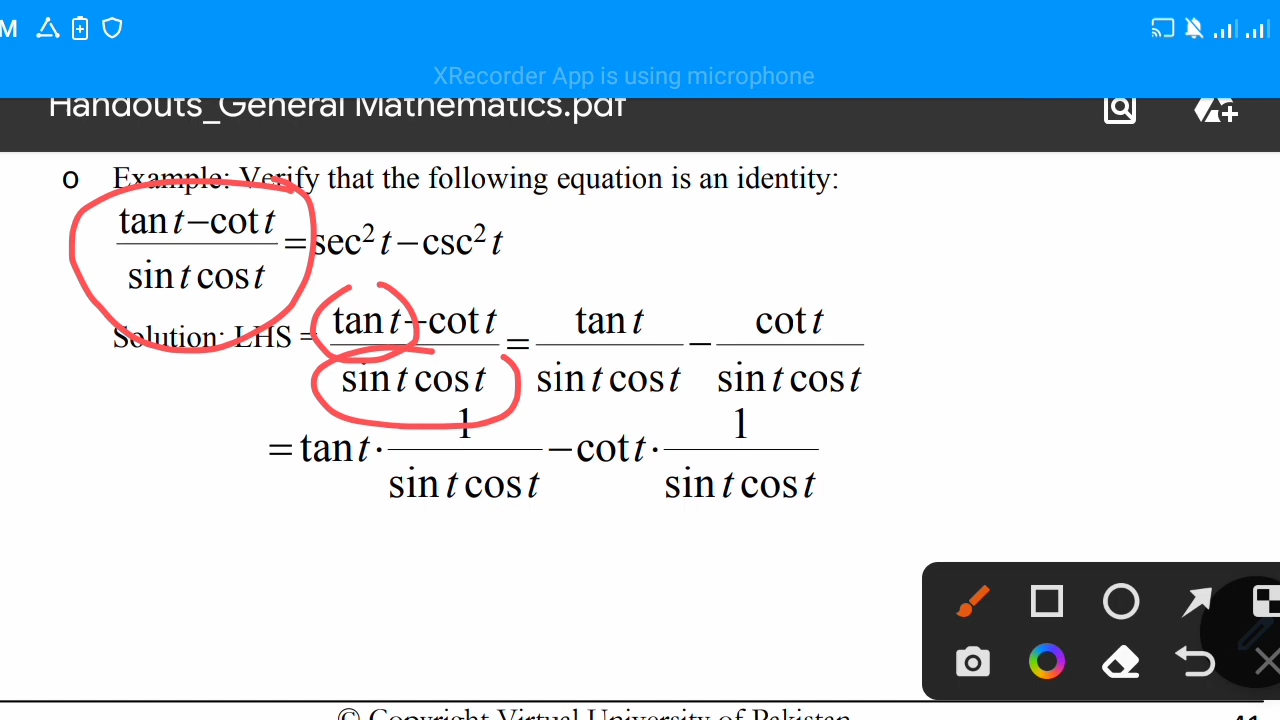 M
XRecorder App is using microphone
Handouts_General Mathematics.pdf
o Example: Verify that the following equation is an identity:
(tan t − cot t)/(sin t cos t) = sec² t − csc² t
Solution: LHS = (tan t − cot t)/(sin t cos t) = tan t/(sin t cos t) − cot t/(sin t cos t)
= tan t · 1/(sin t cos t) − cot t · 1/(sin t cos t)
© Copyright Virtual University of Pakistan 41